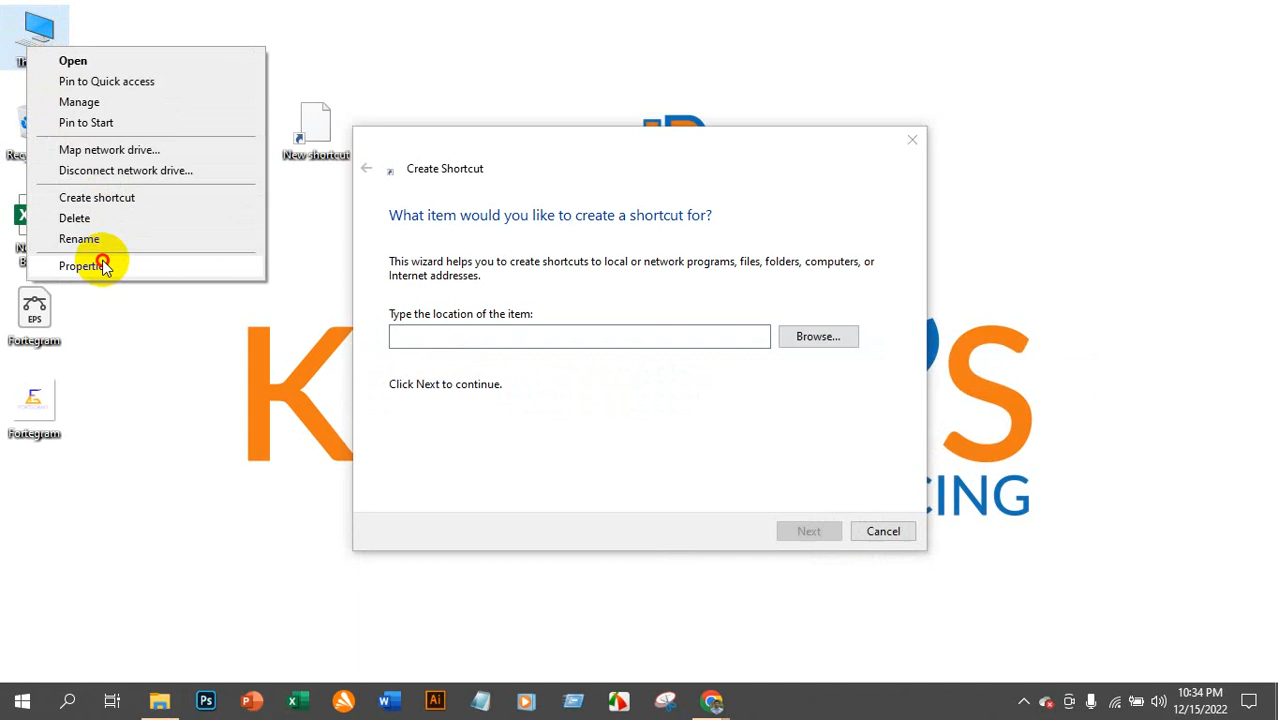 Open
Pin to Quick access
Manage
Pin to Start
Map network drive...
Disconnect network drive...
Create shortcut
Delete
Rename
New shortcut
EPS
Fortegram
Fortegram
Create Shortcut
What item would you like to create a shortcut for?
This wizard helps you to create shortcuts to local or network programs, files, folders, computers, or
Internet addresses.
Type the location of the item:
Browse...
Click Next to continue.
Next
Cancel
K
S
CING
Ps
W
Ai
10:34 PM
12/15/2022